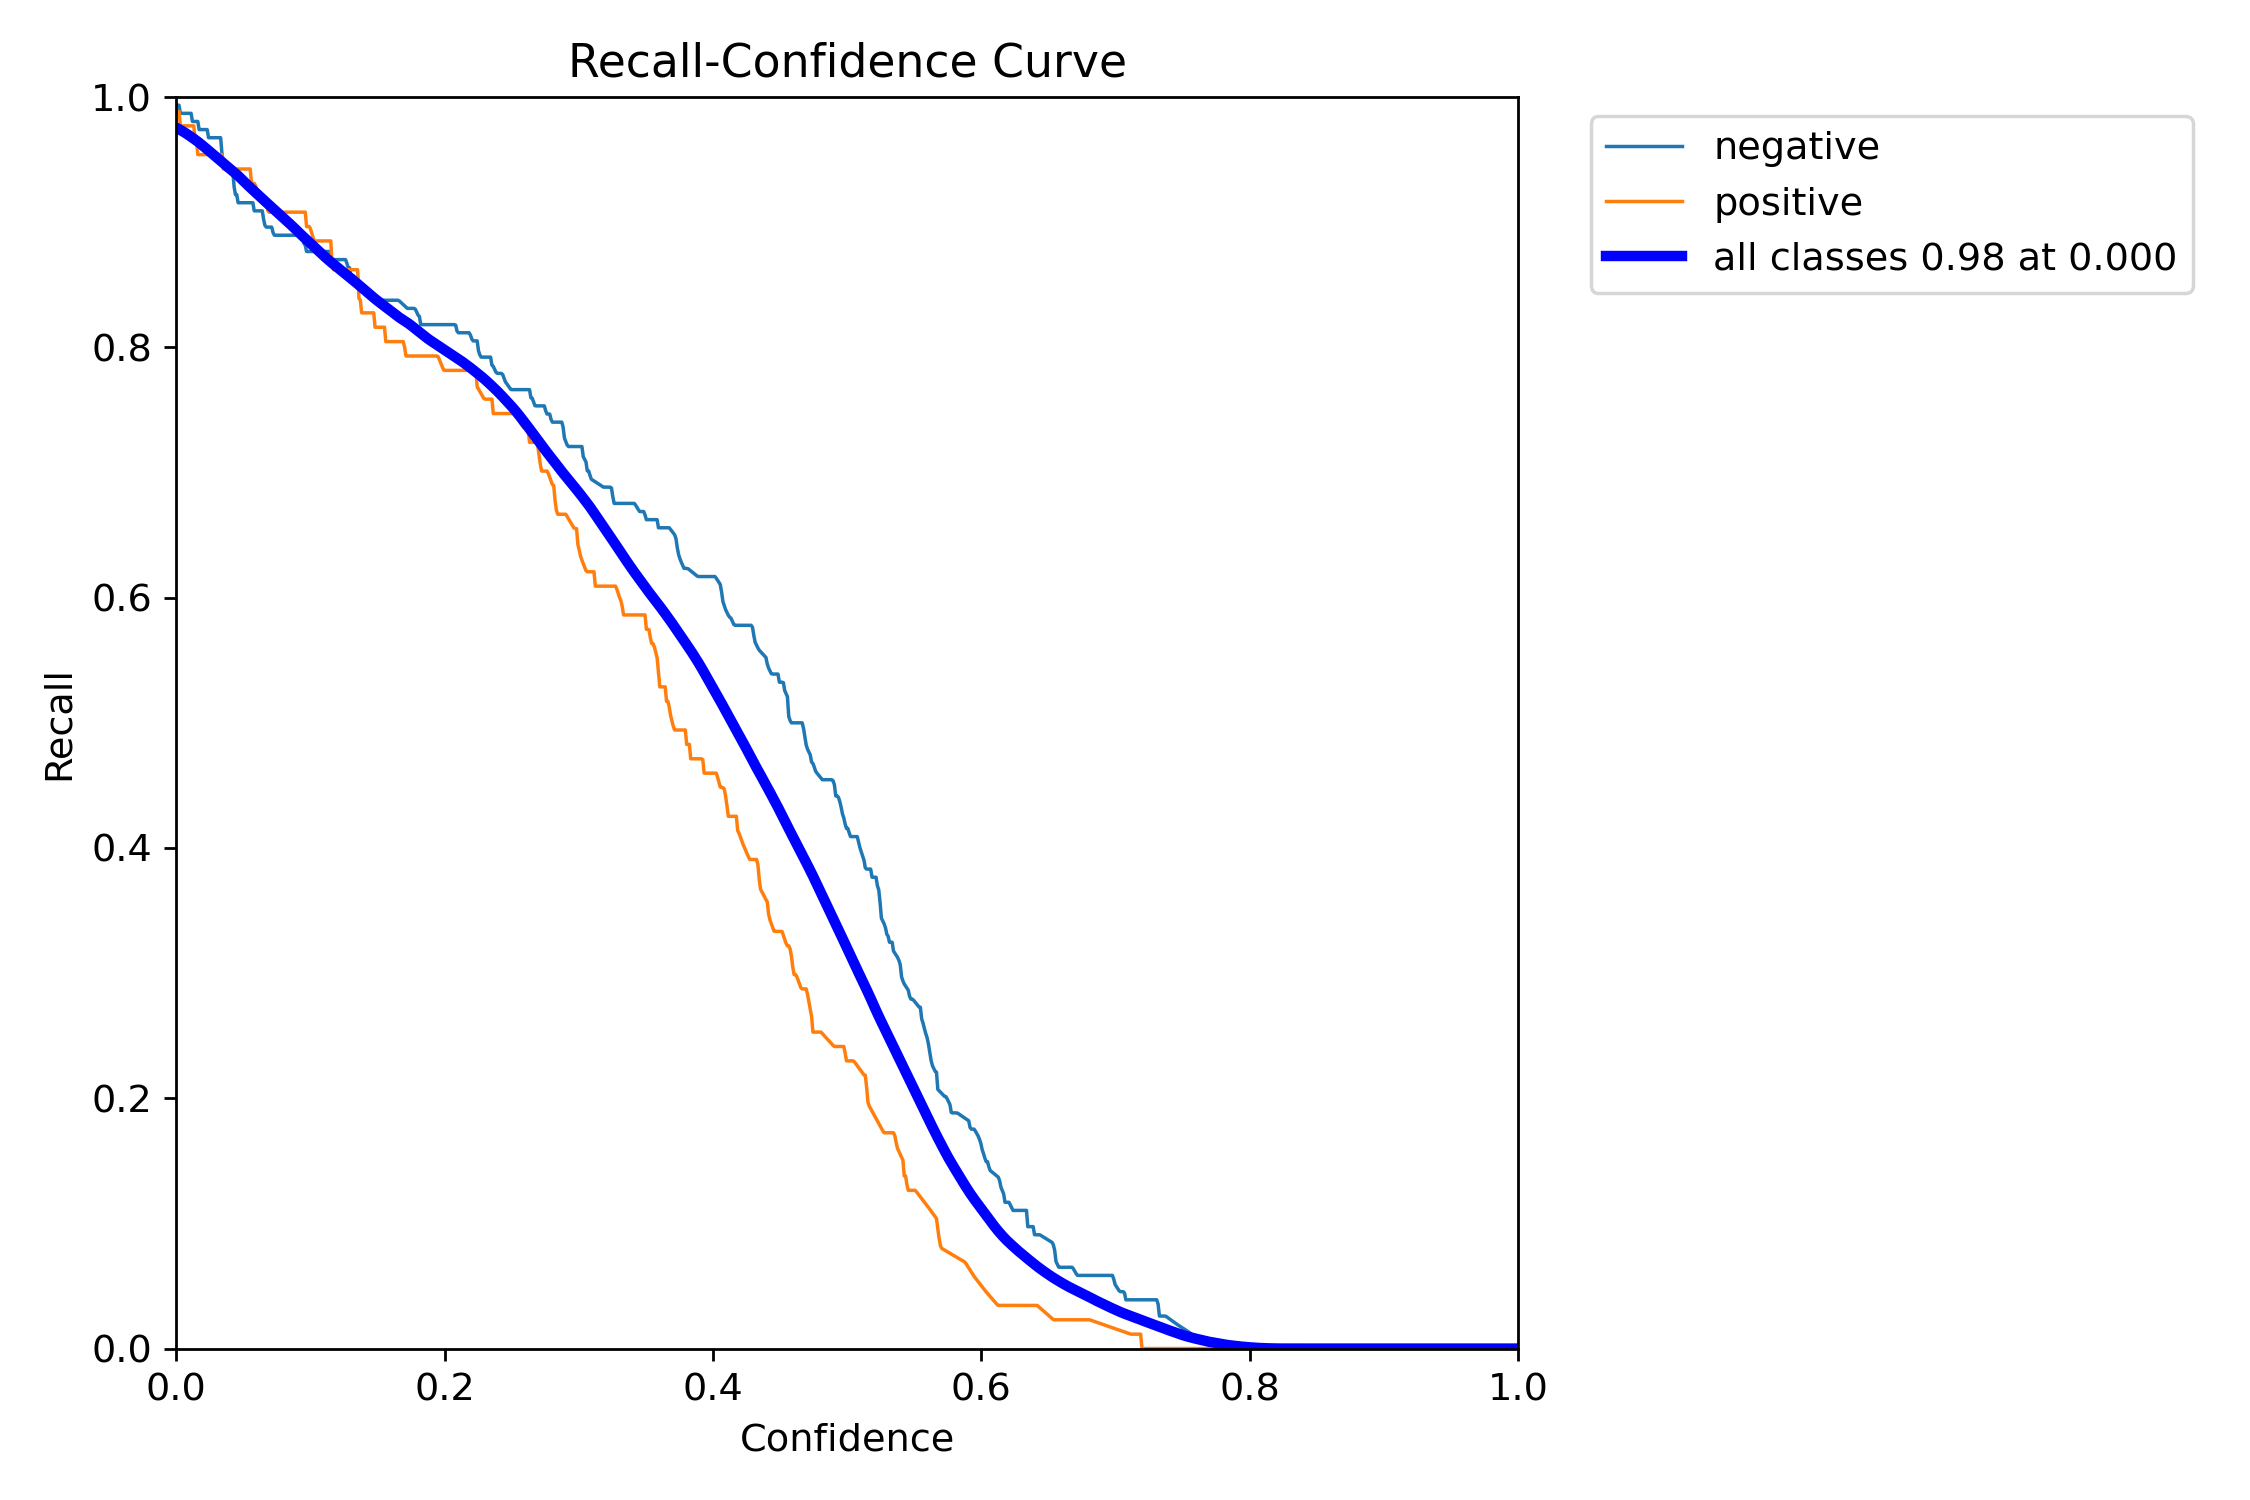 Recall-Confidence Curve
1.0
0.8
0.6
0.4
0.2
0.0
Recall
0.0 0.2 0.4 0.6 0.8 1.0
Confidence
negative
positive
all classes 0.98 at 0.000